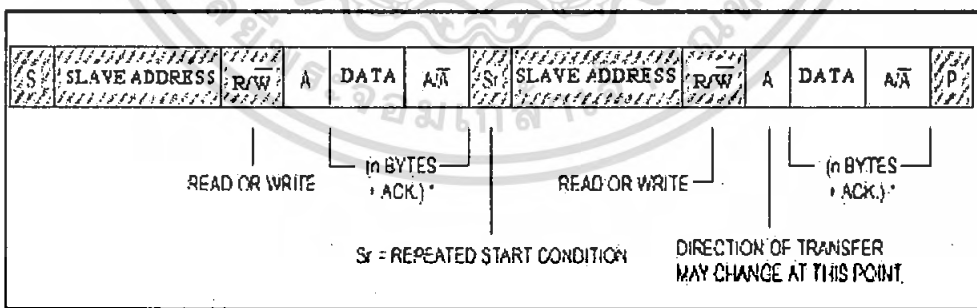 S SLAVE ADDRESS R/W̅ A DATA A/A̅ Sr SLAVE ADDRESS R/W̅ A DATA A/A̅ P
READ OR WRITE (n BYTES + ACK.)* READ OR WRITE (n BYTES + ACK.)*
Sr = REPEATED START CONDITION DIRECTION OF TRANSFER
MAY CHANGE AT THIS POINT.